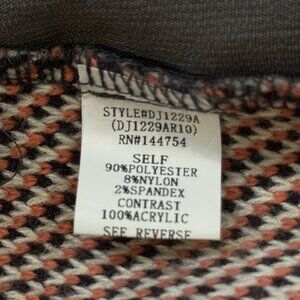 STYLE#DJ1229A
(DJ1229AR10)
RN#144754
SELF
90%POLYESTER
8%NYLON
2%SPANDEX
CONTRAST
100%ACRYLIC
SEE REVERSE